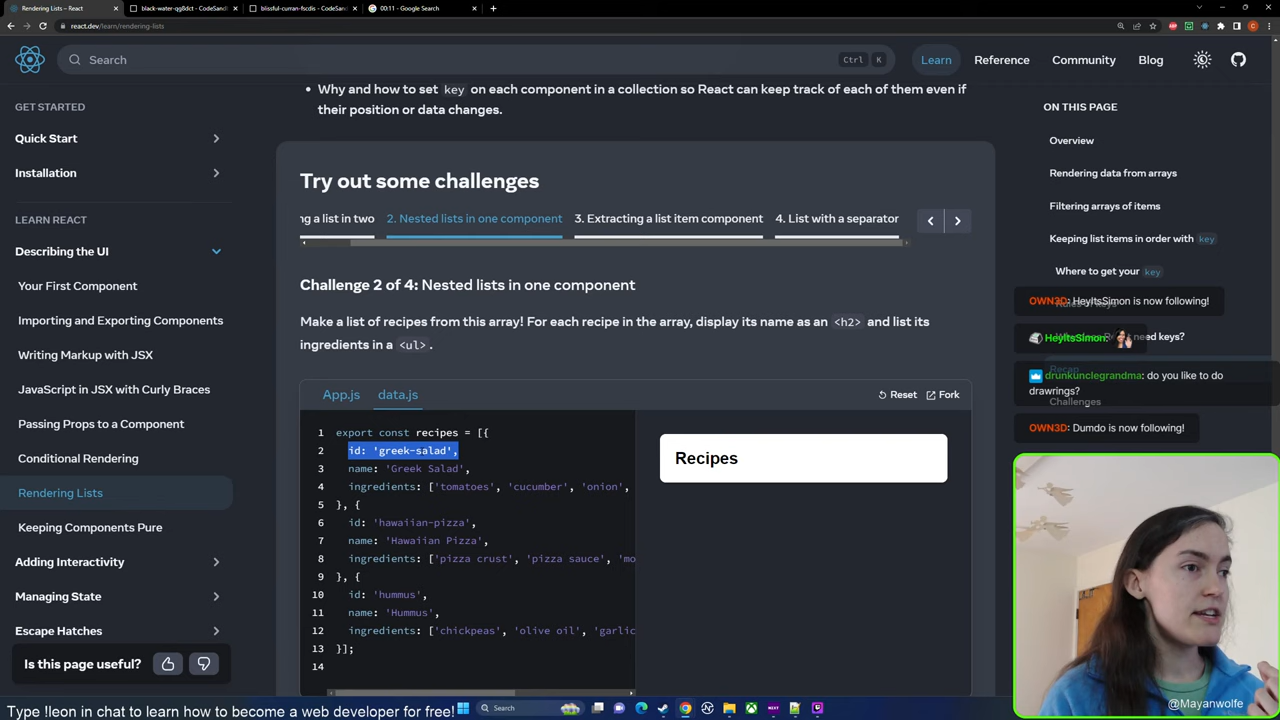 Rendering Lists – React
black-water-qg8dct – CodeSand
blissful-curran-fscdis – CodeSan
00:11 - Google Search
react.dev/learn/rendering-lists
Search
Ctrl
K
Learn
Reference
Community
Blog
GET STARTED
Quick Start
Installation
LEARN REACT
Describing the UI
Your First Component
Importing and Exporting Components
Writing Markup with JSX
JavaScript in JSX with Curly Braces
Passing Props to a Component
Conditional Rendering
Rendering Lists
Keeping Components Pure
Adding Interactivity
Managing State
Escape Hatches
Is this page useful?
Why and how to set key on each component in a collection so React can keep track of each of them even if
their position or data changes.
Try out some challenges
ng a list in two
2. Nested lists in one component
3. Extracting a list item component
4. List with a separator
Challenge 2 of 4: Nested lists in one component
Make a list of recipes from this array! For each recipe in the array, display its name as an <h2> and list its
ingredients in a <ul>.
App.js
data.js
Reset
Fork
1 export const recipes = [{
2 id: 'greek-salad',
3 name: 'Greek Salad',
4 ingredients: ['tomatoes', 'cucumber', 'onion',
5 }, {
6 id: 'hawaiian-pizza',
7 name: 'Hawaiian Pizza',
8 ingredients: ['pizza crust', 'pizza sauce', 'mo
9 }, {
10 id: 'hummus',
11 name: 'Hummus',
12 ingredients: ['chickpeas', 'olive oil', 'garlic
13 }];
14
Recipes
ON THIS PAGE
Overview
Rendering data from arrays
Filtering arrays of items
Keeping list items in order with key
Where to get your key
OWN3D: HeyItsSimon is now following!
HeyItsSimon:
need keys?
Recap
drunkunclegrandma: do you like to do
drawrings?
Challenges
OWN3D: Dumdo is now following!
@Mayanwolfe
Type !leon in chat to learn how to become a web developer for free!
Search